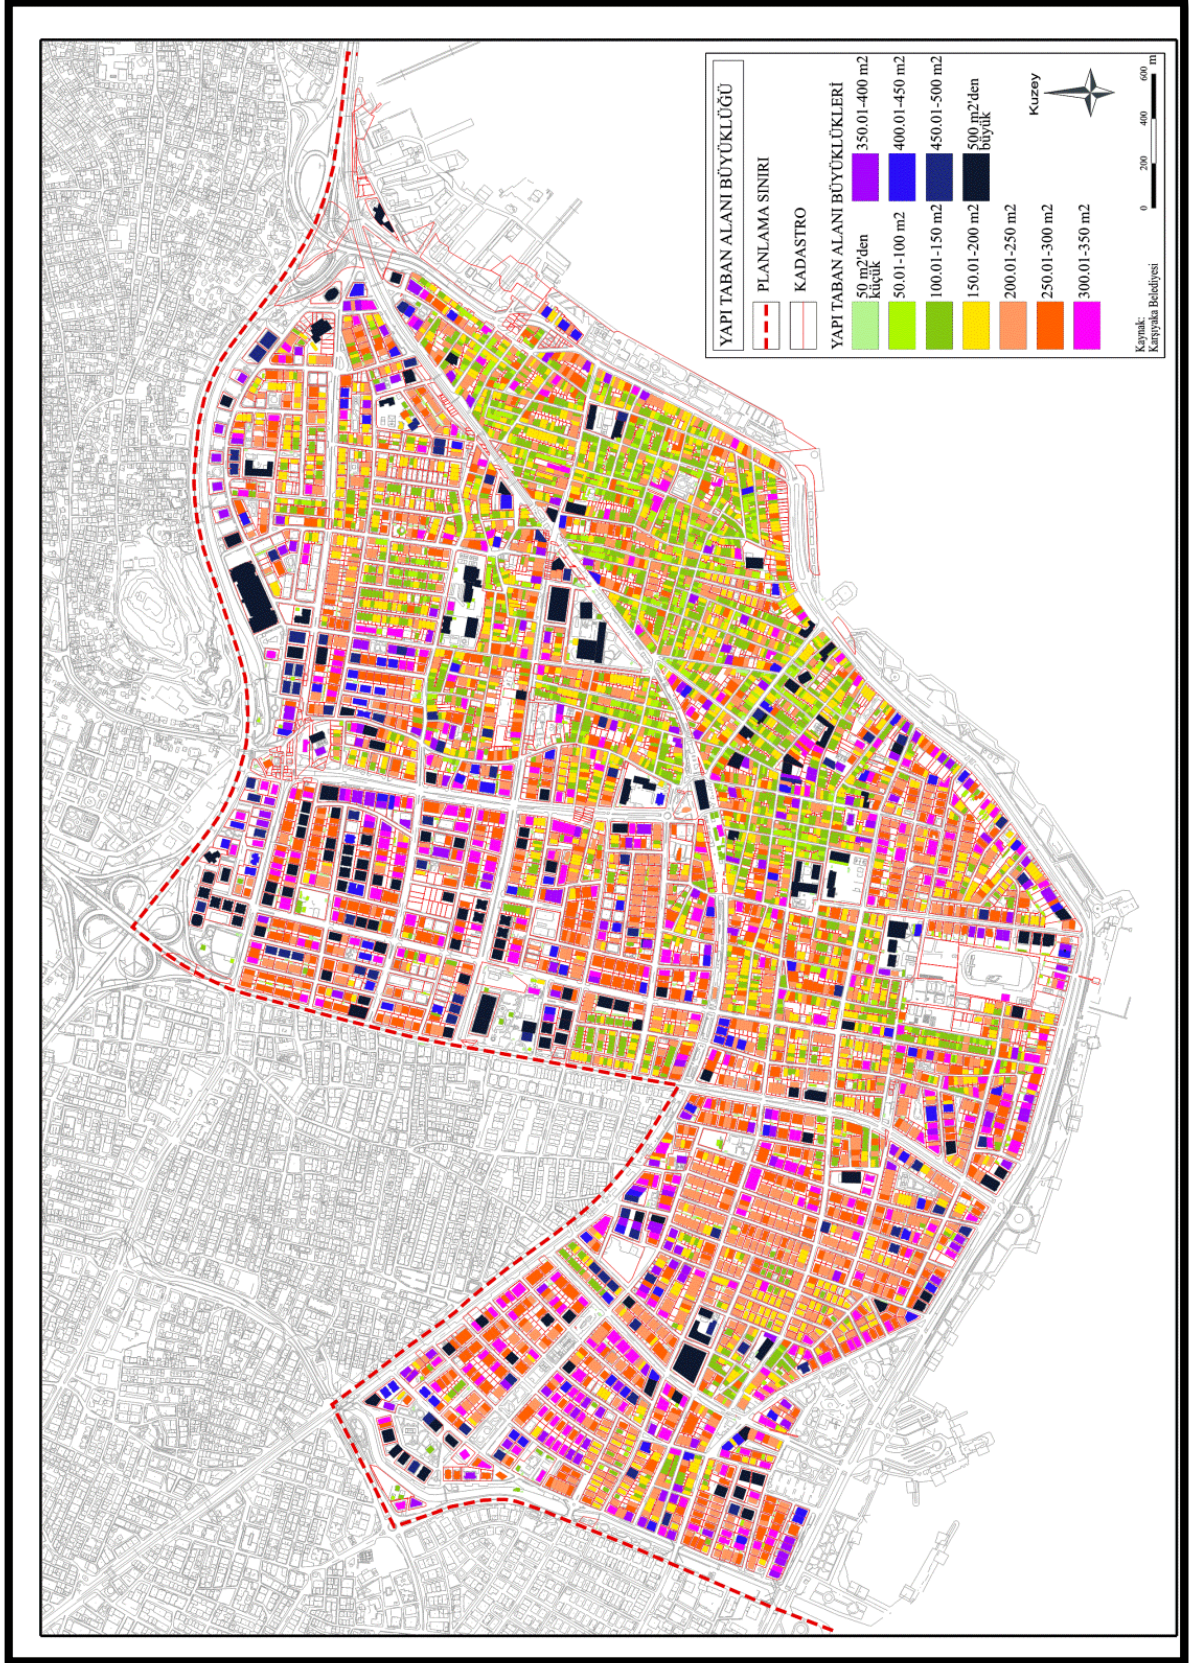 YAPI TABAN ALANI BÜYÜKLÜĞÜ
PLANLAMA SINIRI
KADASTRO
YAPI TABAN ALANI BÜYÜKLÜKLERİ
50 m2'den
küçük
50.01-100 m2
100.01-150 m2
150.01-200 m2
200.01-250 m2
250.01-300 m2
300.01-350 m2
350.01-400 m2
400.01-450 m2
450.01-500 m2
500 m2'den
büyük
Kuzey
0 200 400 600 m
Kaynak:
Karşıyaka Belediyesi